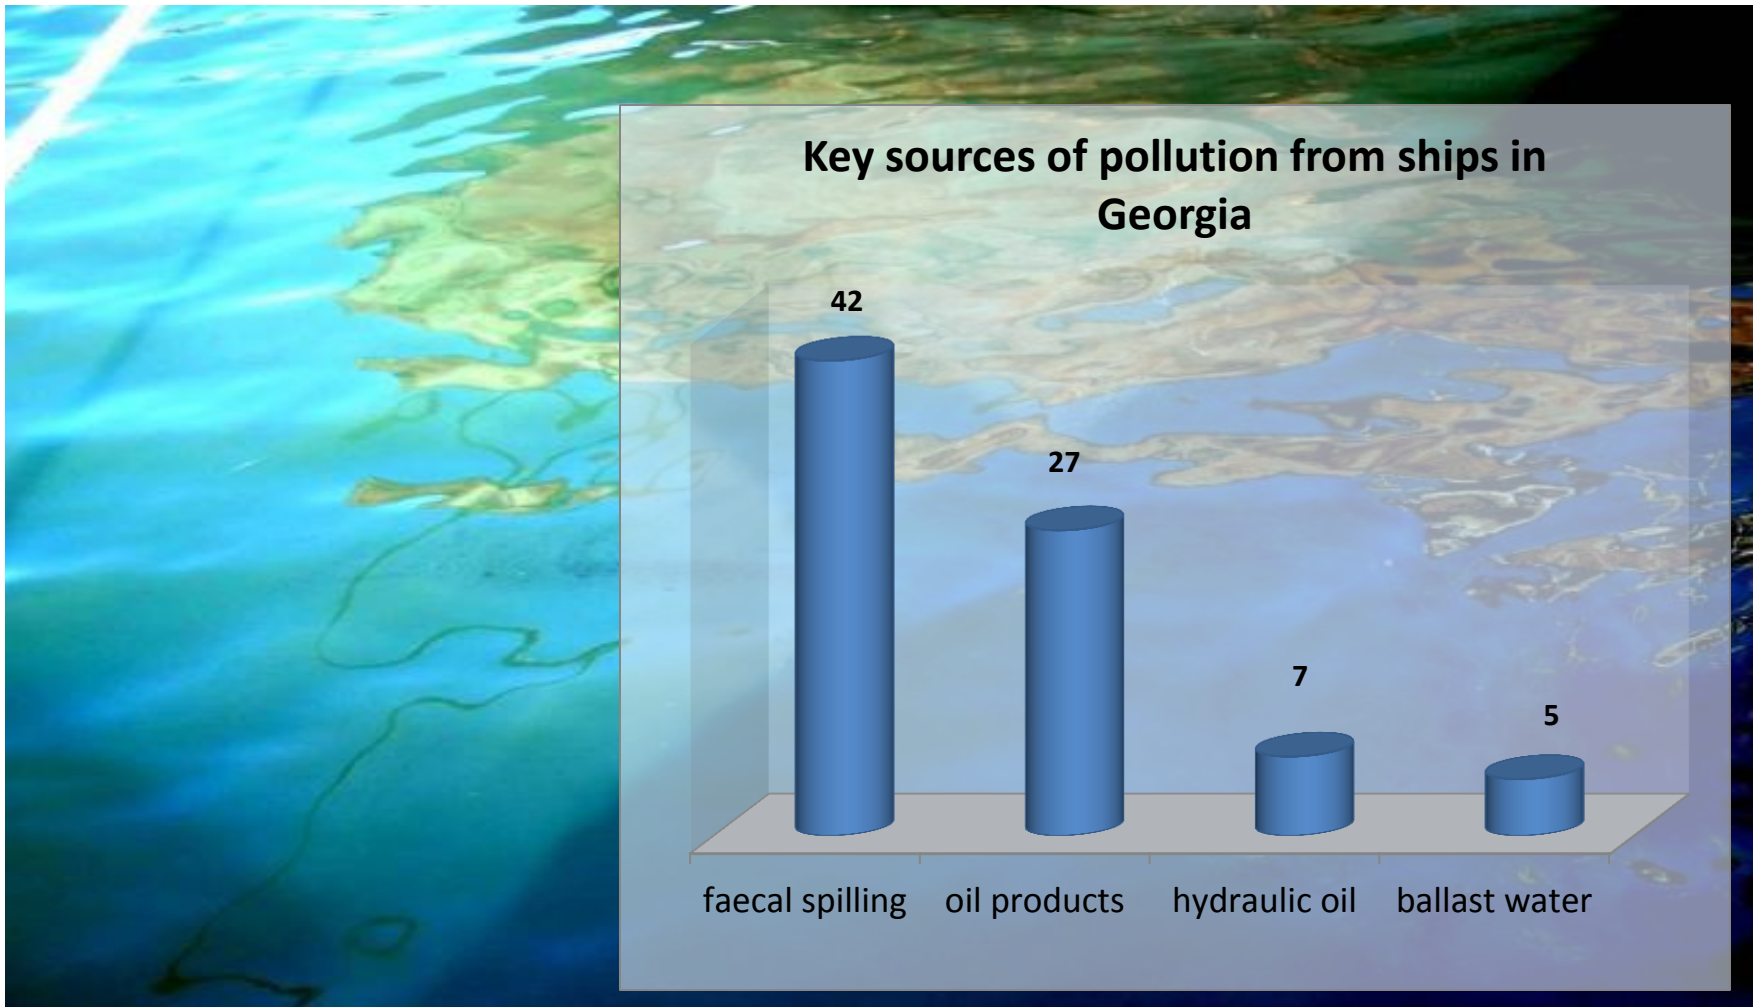 Key sources of pollution from ships in
Georgia
42
27
7
5
faecal spilling oil products hydraulic oil ballast water